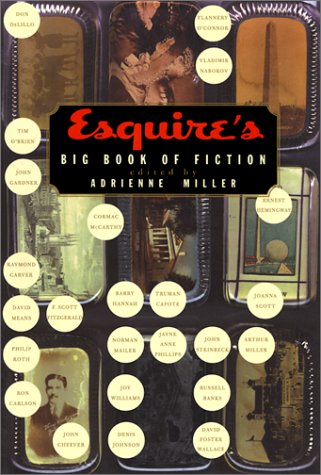 DON
DALILLO
FLANNERY
O'CONNOR
VLADIMIR
NABOKOV
Esquire's
BIG BOOK OF FICTION
edited by
ADRIENNE MILLER
TIM
O'BRIEN
JOHN
GARDNER
CORMAC
McCARTHY
ERNEST
HEMINGWAY
RAYMOND
CARVER
DAVID
MEANS
F. SCOTT
FITZGERALD
BARRY
HANNAH
TRUMAN
CAPOTE
JOANNA
SCOTT
PHILIP
ROTH
NORMAN
MAILER
JAYNE
ANNE
PHILLIPS
JOHN
STEINBECK
ARTHUR
MILLER
RON
CARLSON
JOY
WILLIAMS
RUSSELL
BANKS
JOHN
CHEEVER
DENIS
JOHNSON
DAVID
FOSTER
WALLACE